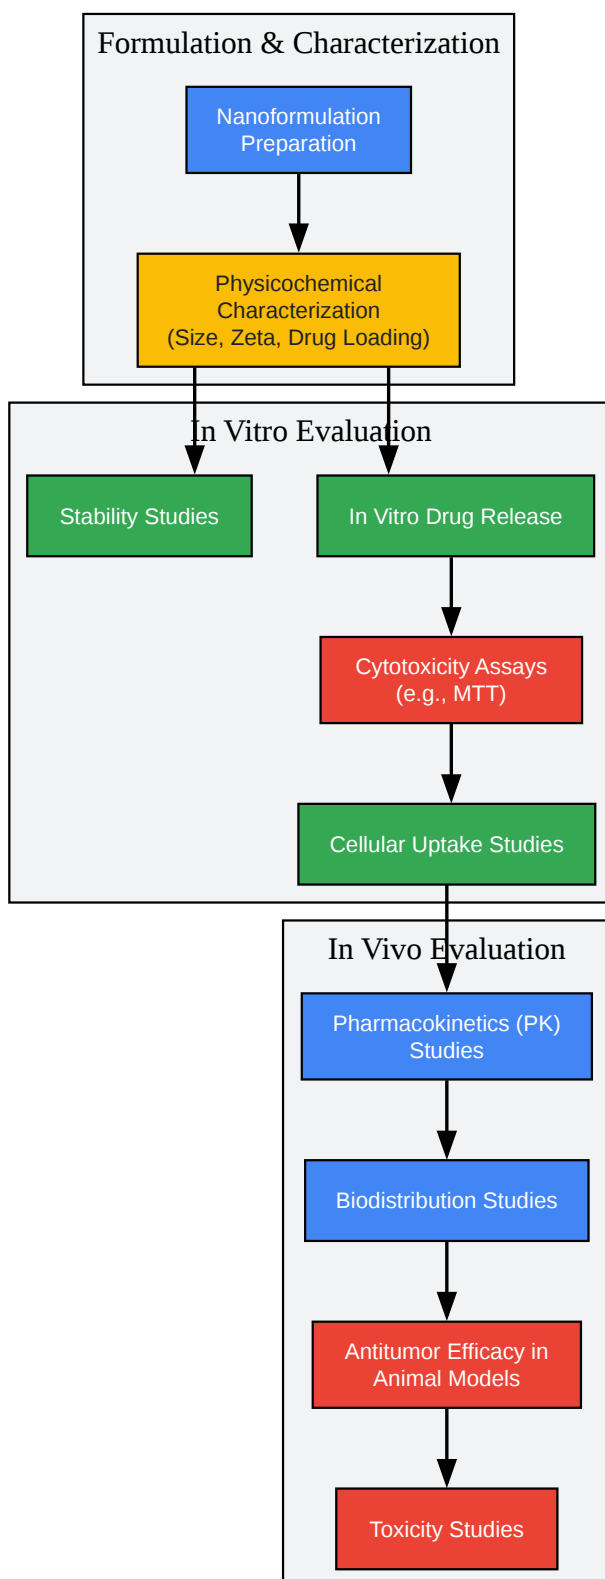 Formulation & Characterization
Nanoformulation
Preparation
Physicochemical
Characterization
(Size, Zeta, Drug Loading)
In Vitro Evaluation
Stability Studies
In Vitro Drug Release
Cytotoxicity Assays
(e.g., MTT)
Cellular Uptake Studies
In Vivo Evaluation
Pharmacokinetics (PK)
Studies
Biodistribution Studies
Antitumor Efficacy in
Animal Models
Toxicity Studies